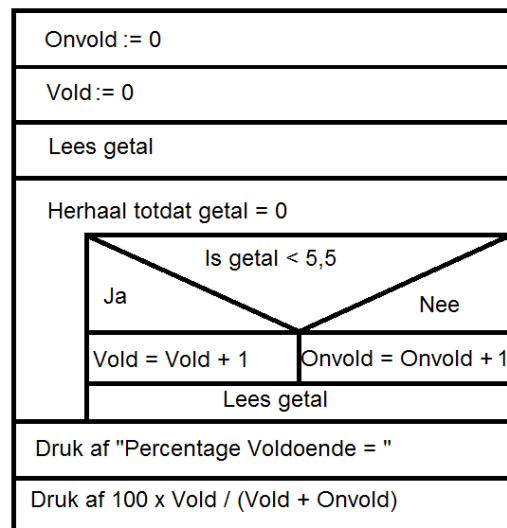 Onvold := 0
Vold := 0
Lees getal
Herhaal totdat getal = 0
Is getal < 5,5
Ja
Nee
Vold = Vold + 1
Onvold = Onvold + 1
Lees getal
Druk af "Percentage Voldoende = "
Druk af 100 x Vold / (Vold + Onvold)